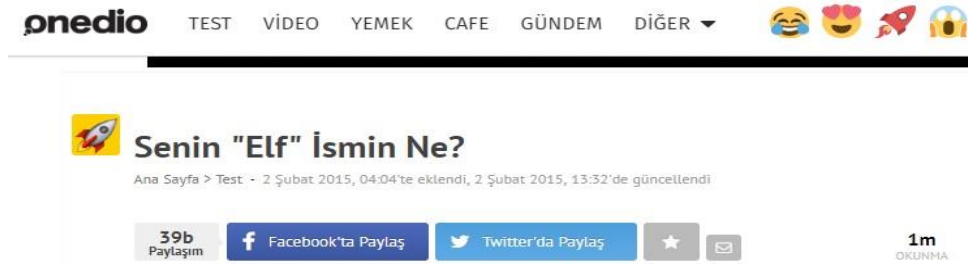 onedio TEST VİDEO YEMEK CAFE GÜNDEM DİĞER
Senin "Elf" İsmin Ne?
Ana Sayfa > Test - 2 Şubat 2015, 04:04'te eklendi, 2 Şubat 2015, 13:32'de güncellendi
39b
Paylaşım
Facebook'ta Paylaş
Twitter'da Paylaş
1m
OKUNMA